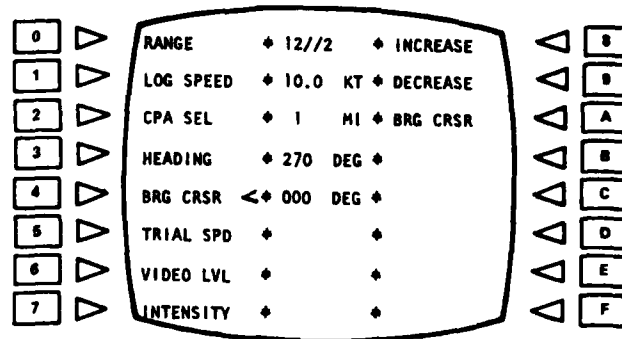 0 RANGE ♦ 12//2 ♦ INCREASE 8
1 LOG SPEED ♦ 10.0 KT ♦ DECREASE 9
2 CPA SEL ♦ 1 MI ♦ BRG CRSR A
3 HEADING ♦ 270 DEG ♦ B
4 BRG CRSR <♦ 000 DEG ♦ C
5 TRIAL SPD ♦ ♦ D
6 VIDEO LVL ♦ ♦ E
7 INTENSITY ♦ ♦ F